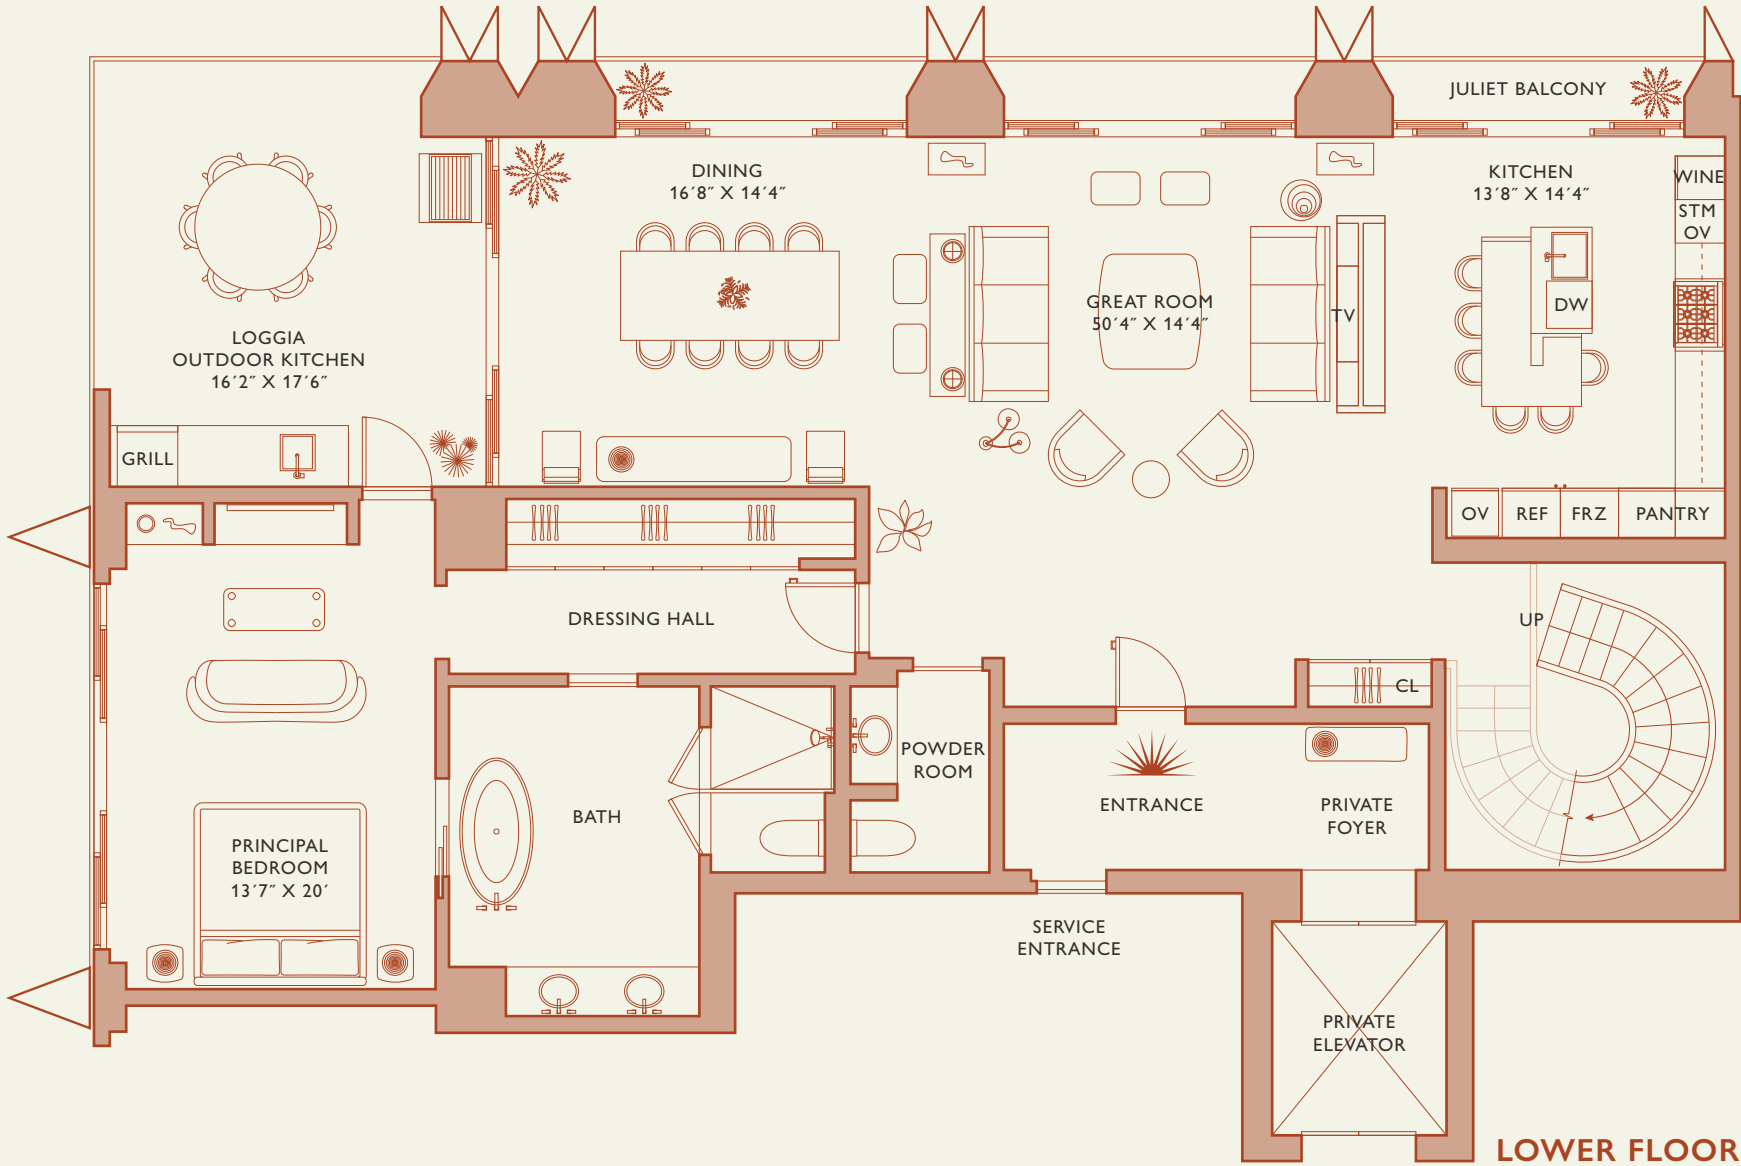 JULIET BALCONY
DINING
16′8″ X 14′4″
KITCHEN
13′8″ X 14′4″
WINE
STM
OV
DW
GREAT ROOM
50′4″ X 14′4″
TV
LOGGIA
OUTDOOR KITCHEN
16′2″ X 17′6″
GRILL
OV
REF
FRZ
PANTRY
DRESSING HALL
UP
CL
POWDER
ROOM
ENTRANCE
PRIVATE
FOYER
BATH
PRINCIPAL
BEDROOM
13′7″ X 20′
SERVICE
ENTRANCE
PRIVATE
ELEVATOR
LOWER FLOOR